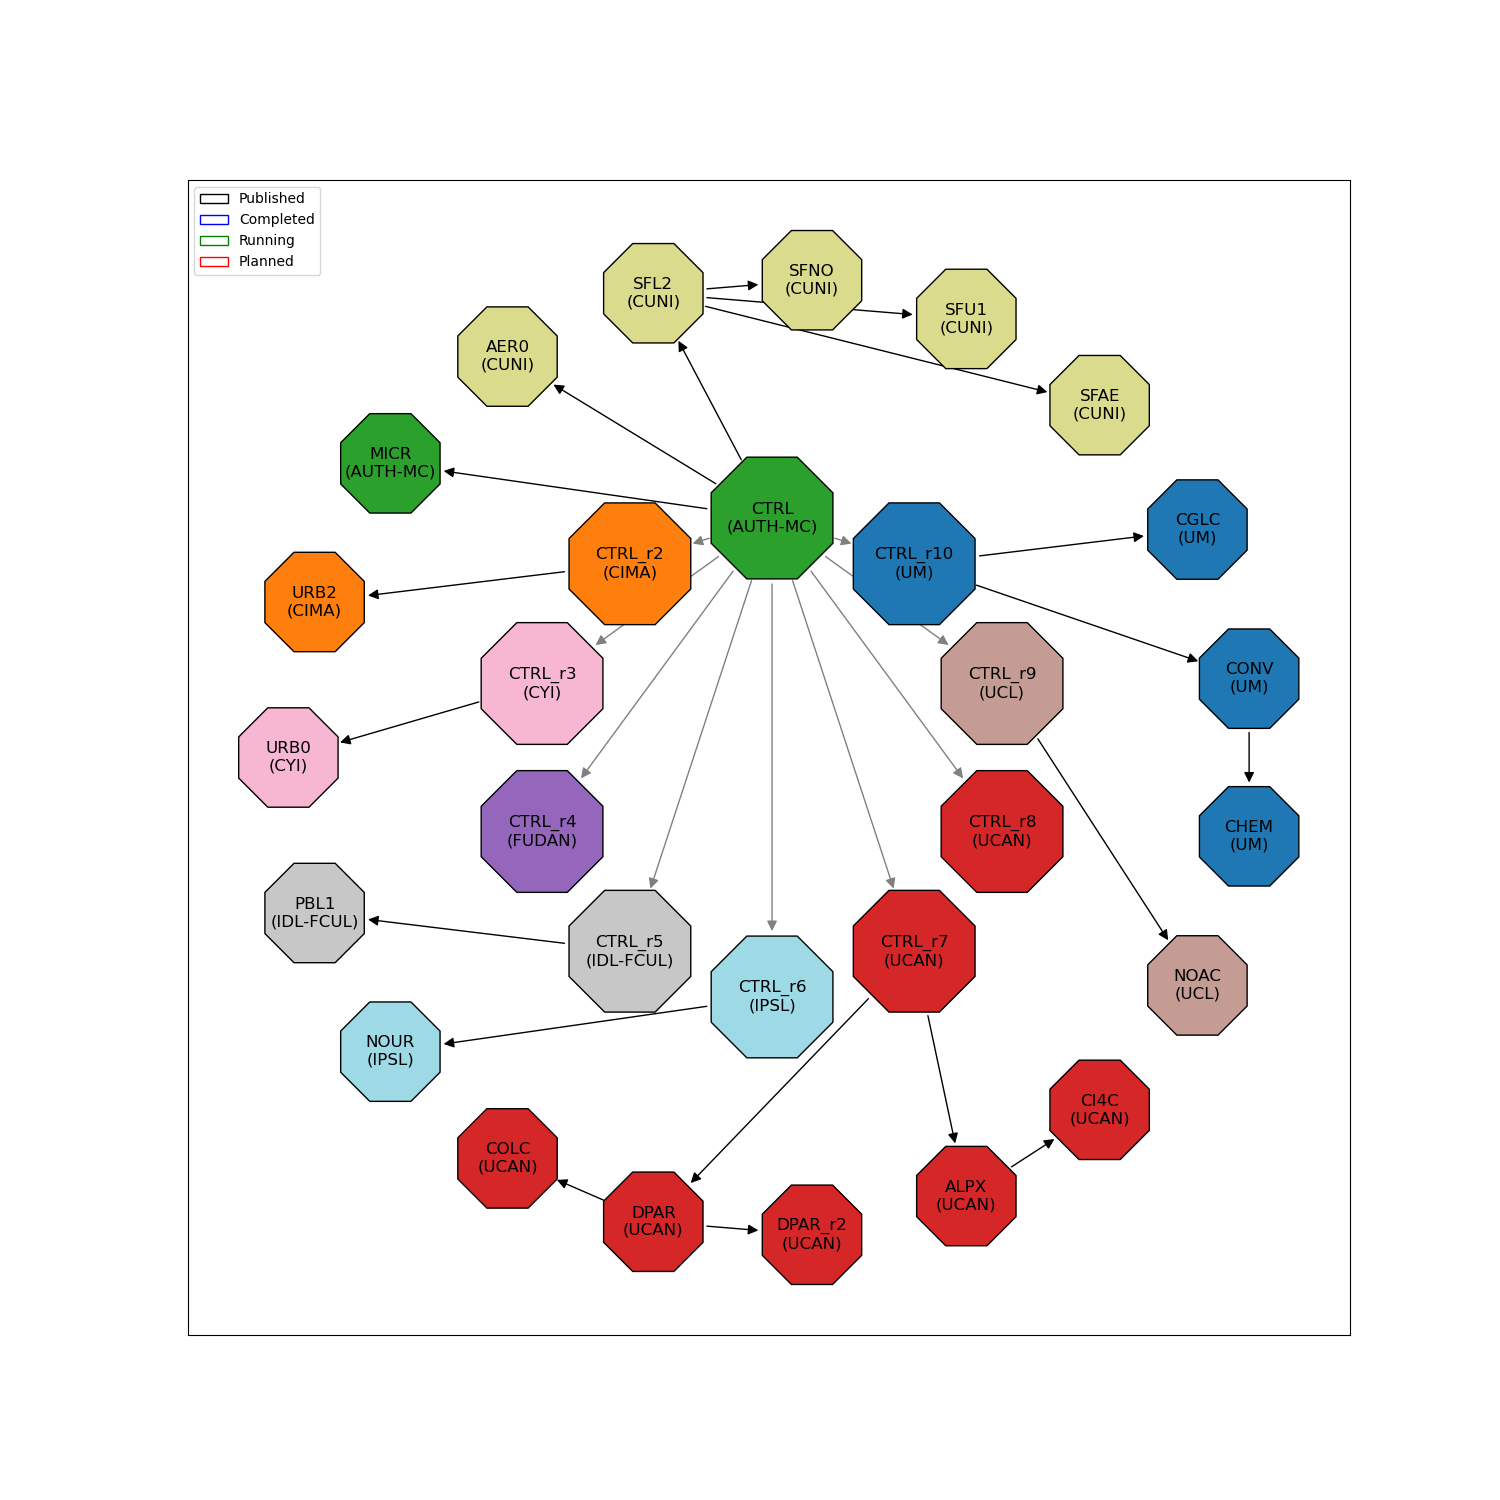 Published
Completed
Running
Planned
SFL2
(CUNI)
SFNO
(CUNI)
SFU1
(CUNI)
AER0
(CUNI)
SFAE
(CUNI)
MICR
(AUTH-MC)
CTRL
(AUTH-MC)
CGLC
(UM)
CTRL_r2
(CIMA)
CTRL_r10
(UM)
URB2
(CIMA)
CTRL_r3
(CYI)
CTRL_r9
(UCL)
CONV
(UM)
URB0
(CYI)
CTRL_r4
(FUDAN)
CTRL_r8
(UCAN)
CHEM
(UM)
PBL1
(IDL-FCUL)
CTRL_r5
(IDL-FCUL)
CTRL_r7
(UCAN)
CTRL_r6
(IPSL)
NOAC
(UCL)
NOUR
(IPSL)
CI4C
(UCAN)
COLC
(UCAN)
ALPX
(UCAN)
DPAR
(UCAN)
DPAR_r2
(UCAN)